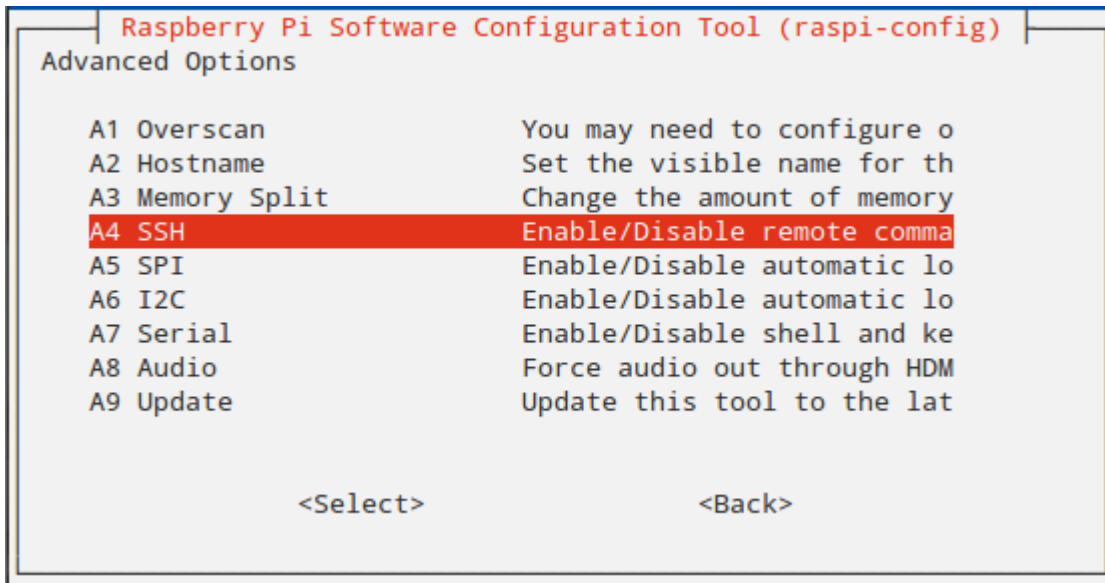 Raspberry Pi Software Configuration Tool (raspi-config)
Advanced Options
A1 Overscan You may need to configure o
A2 Hostname Set the visible name for th
A3 Memory Split Change the amount of memory
A4 SSH Enable/Disable remote comma
A5 SPI Enable/Disable automatic lo
A6 I2C Enable/Disable automatic lo
A7 Serial Enable/Disable shell and ke
A8 Audio Force audio out through HDM
A9 Update Update this tool to the lat
<Select> <Back>